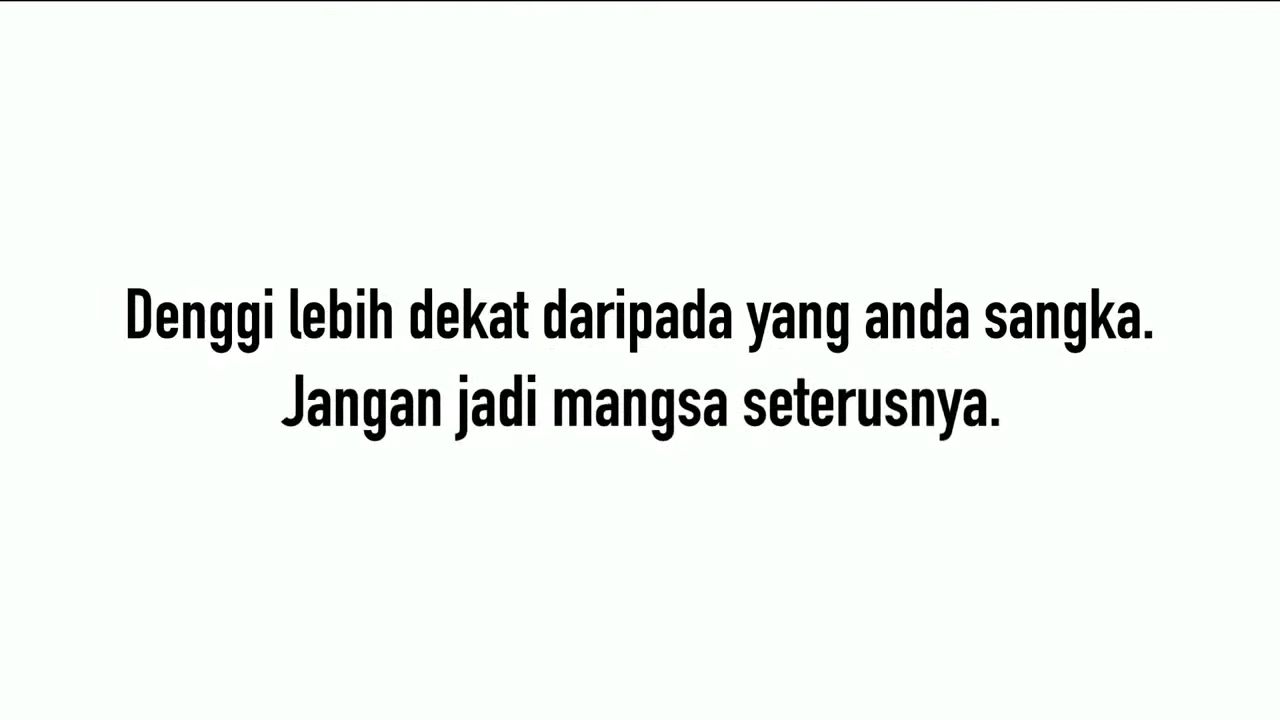 Denggi lebih dekat daripada yang anda sangka.
Jangan jadi mangsa seterusnya.